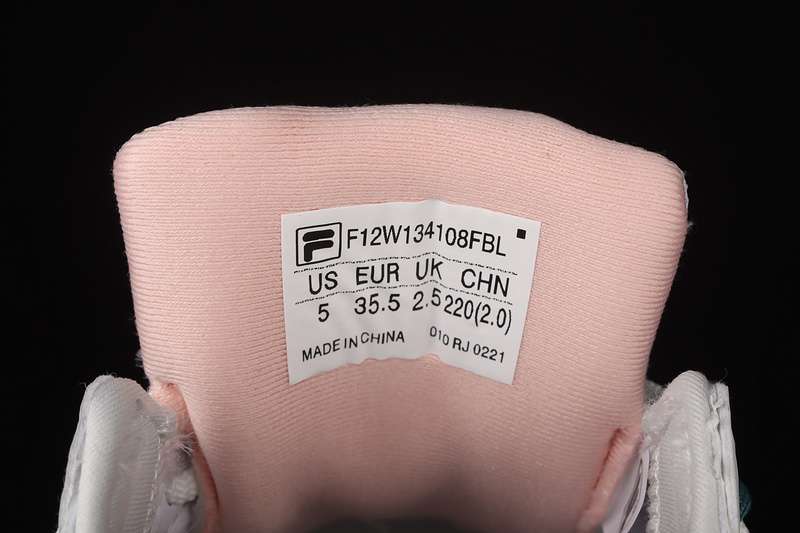 F12W134108FBL
US EUR UK CHN
5 35.5 2.5 220(2.0)
MADE IN CHINA 010 RJ 0221